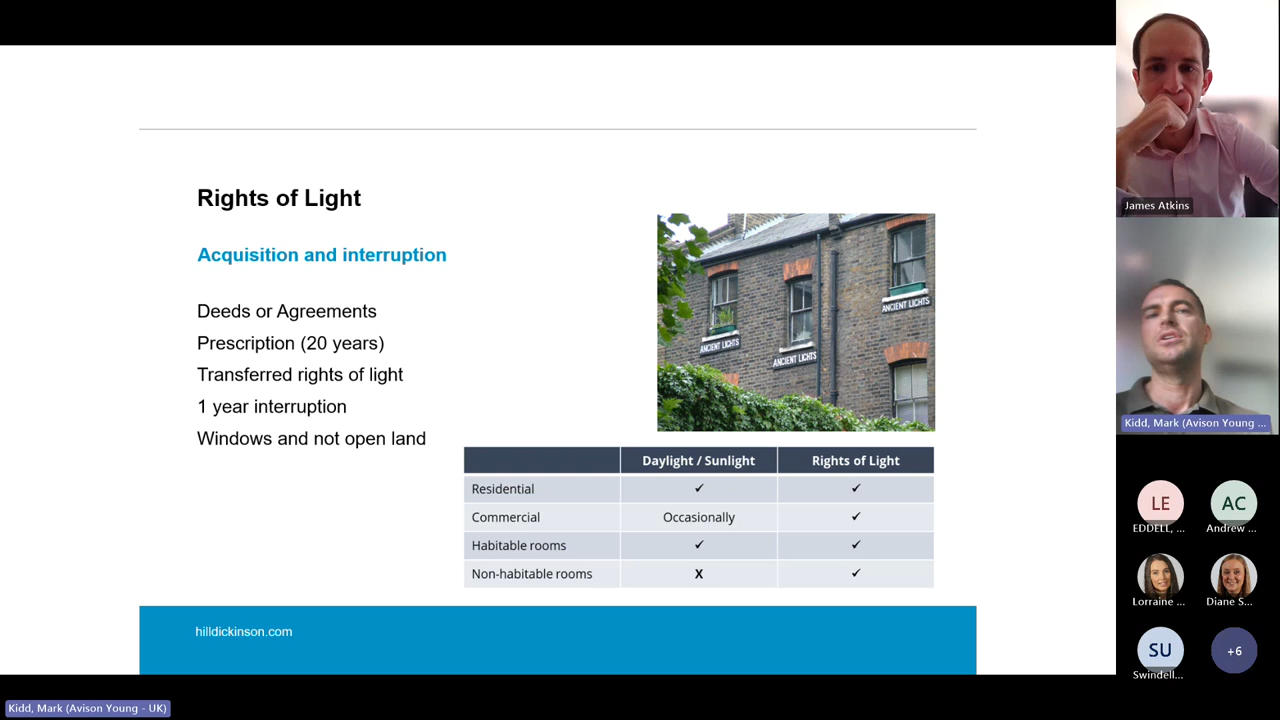 Rights of Light
Acquisition and interruption
Deeds or Agreements
Prescription (20 years)
Transferred rights of light
1 year interruption
Windows and not open land
ANCIENT LIGHTS
ANCIENT LIGHTS
ANCIENT LIGHTS
Daylight / Sunlight Rights of Light
Residential ✓ ✓
Commercial Occasionally ✓
Habitable rooms ✓ ✓
Non-habitable rooms X ✓
hilldickinson.com
Kidd, Mark (Avison Young - UK)
James Atkins
Kidd, Mark (Avison Young ...
LE AC
EDDELL, ... Andrew ...
Lorraine ... Diane S...
SU +6
Swindell...